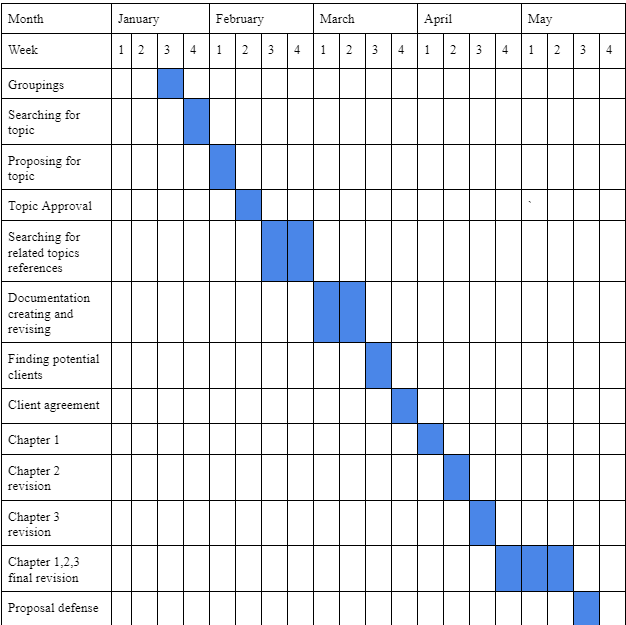 Month January February March April May
Week 1 2 3 4 1 2 3 4 1 2 3 4 1 2 3 4 1 2 3 4
Groupings
Searching for
topic
Proposing for
topic
Topic Approval `
Searching for
related topics
references
Documentation
creating and
revising
Finding potential
clients
Client agreement
Chapter 1
Chapter 2
revision
Chapter 3
revision
Chapter 1,2,3
final revision
Proposal defense